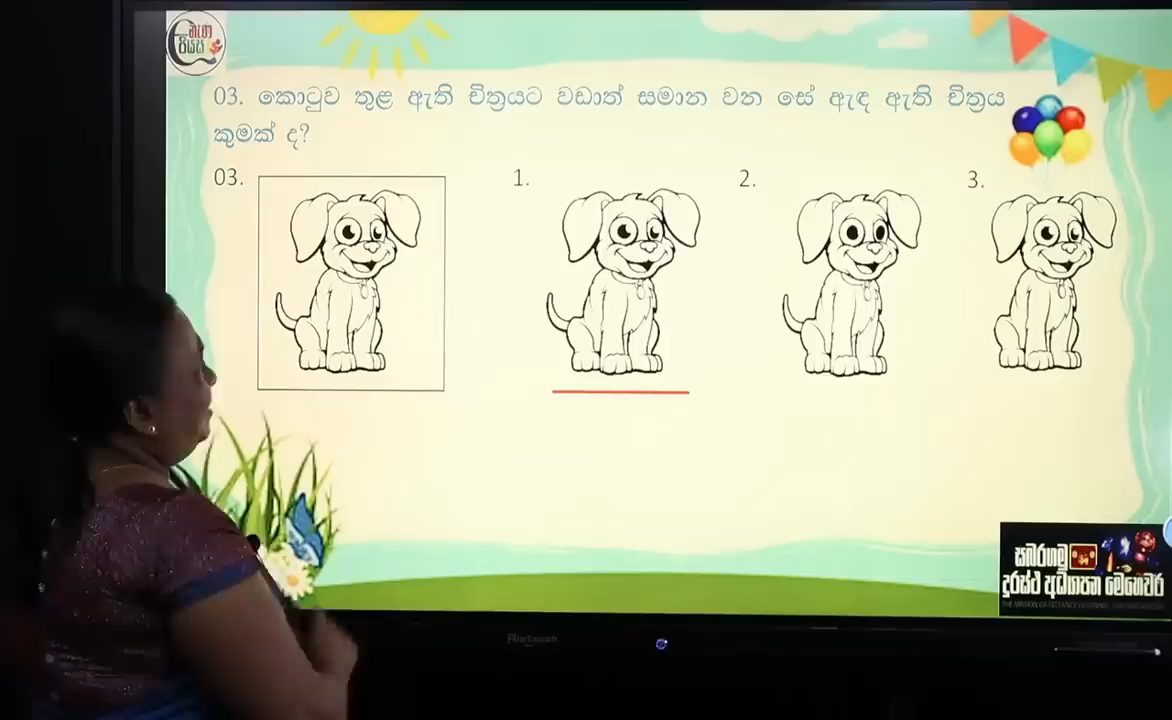 නැණ
පියස
03. කොටුව තුළ ඇති චිත්‍රයට වඩාත් සමාන වන සේ ඇඳ ඇති චිත්‍රය
කුමක් ද?
03.
1.
2.
3.
සබරගමු
දුරස්ථ අධ්‍යාපන මෙහෙවර